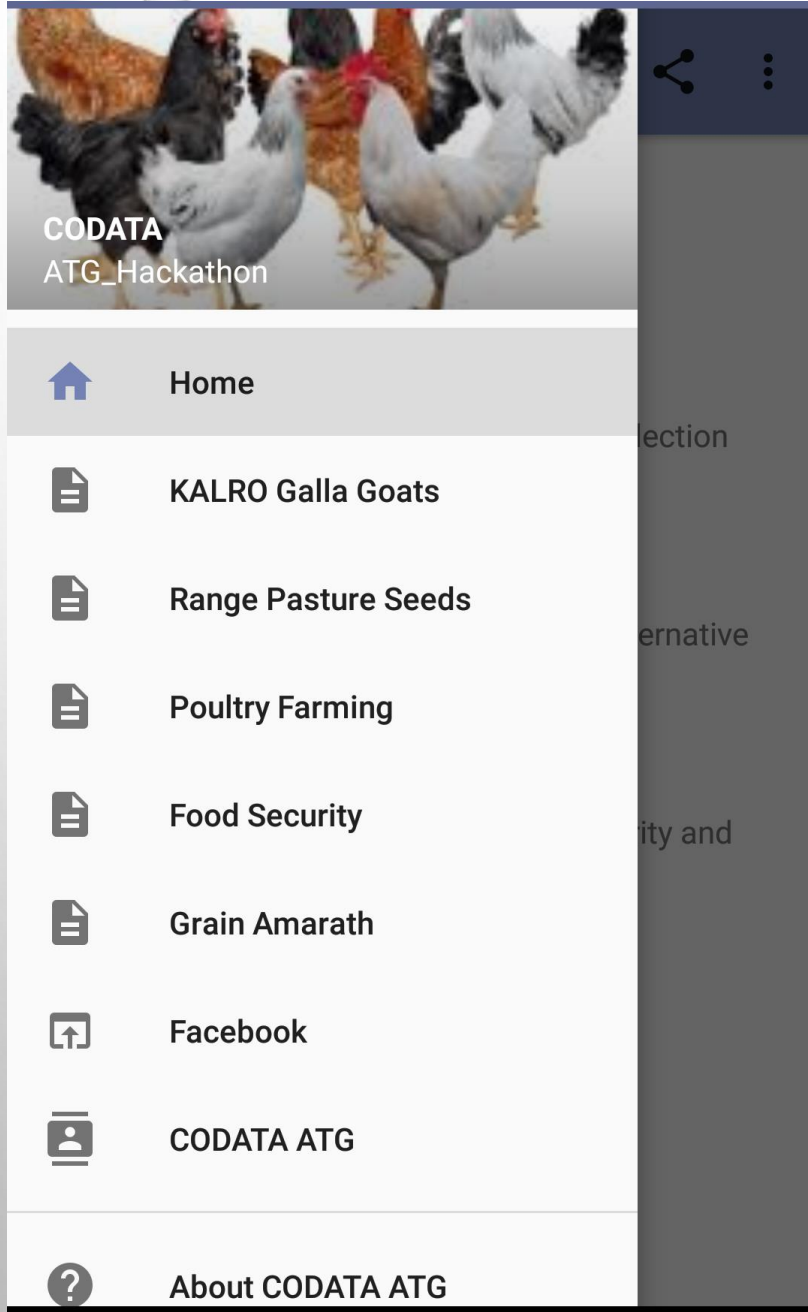 CODATA
ATG_Hackathon
Home
lection
KALRO Galla Goats
Range Pasture Seeds
ernative
Poultry Farming
Food Security
rity and
Grain Amarath
Facebook
CODATA ATG
About CODATA ATG